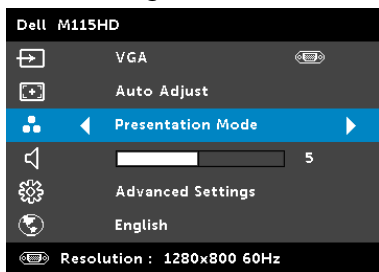 Dell M115HD
VGA
Auto Adjust
Presentation Mode
5
Advanced Settings
English
Resolution : 1280x800 60Hz